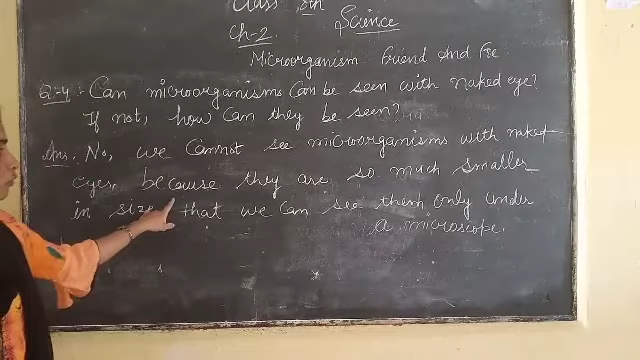 Class 8th
Ch-2 Science
Microorganism Friend And Foe
Q:-4:- Can microorganisms Can be seen with naked eye?
If not, how can they be seen?
Ans: No, we Cannot see microorganisms with naked
eyes, because they are so much smaller
in size that we can see them only under
a microscope.